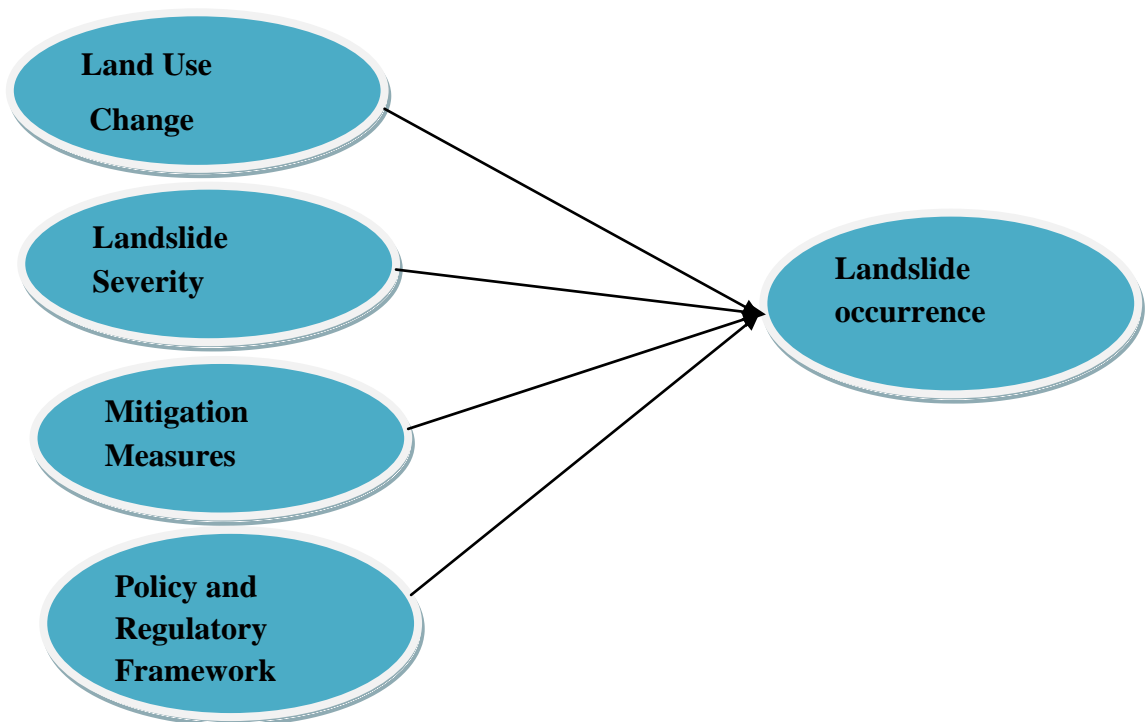 Land Use
Change
Landslide
Severity
Landslide
occurrence
Mitigation
Measures
Policy and
Regulatory
Framework